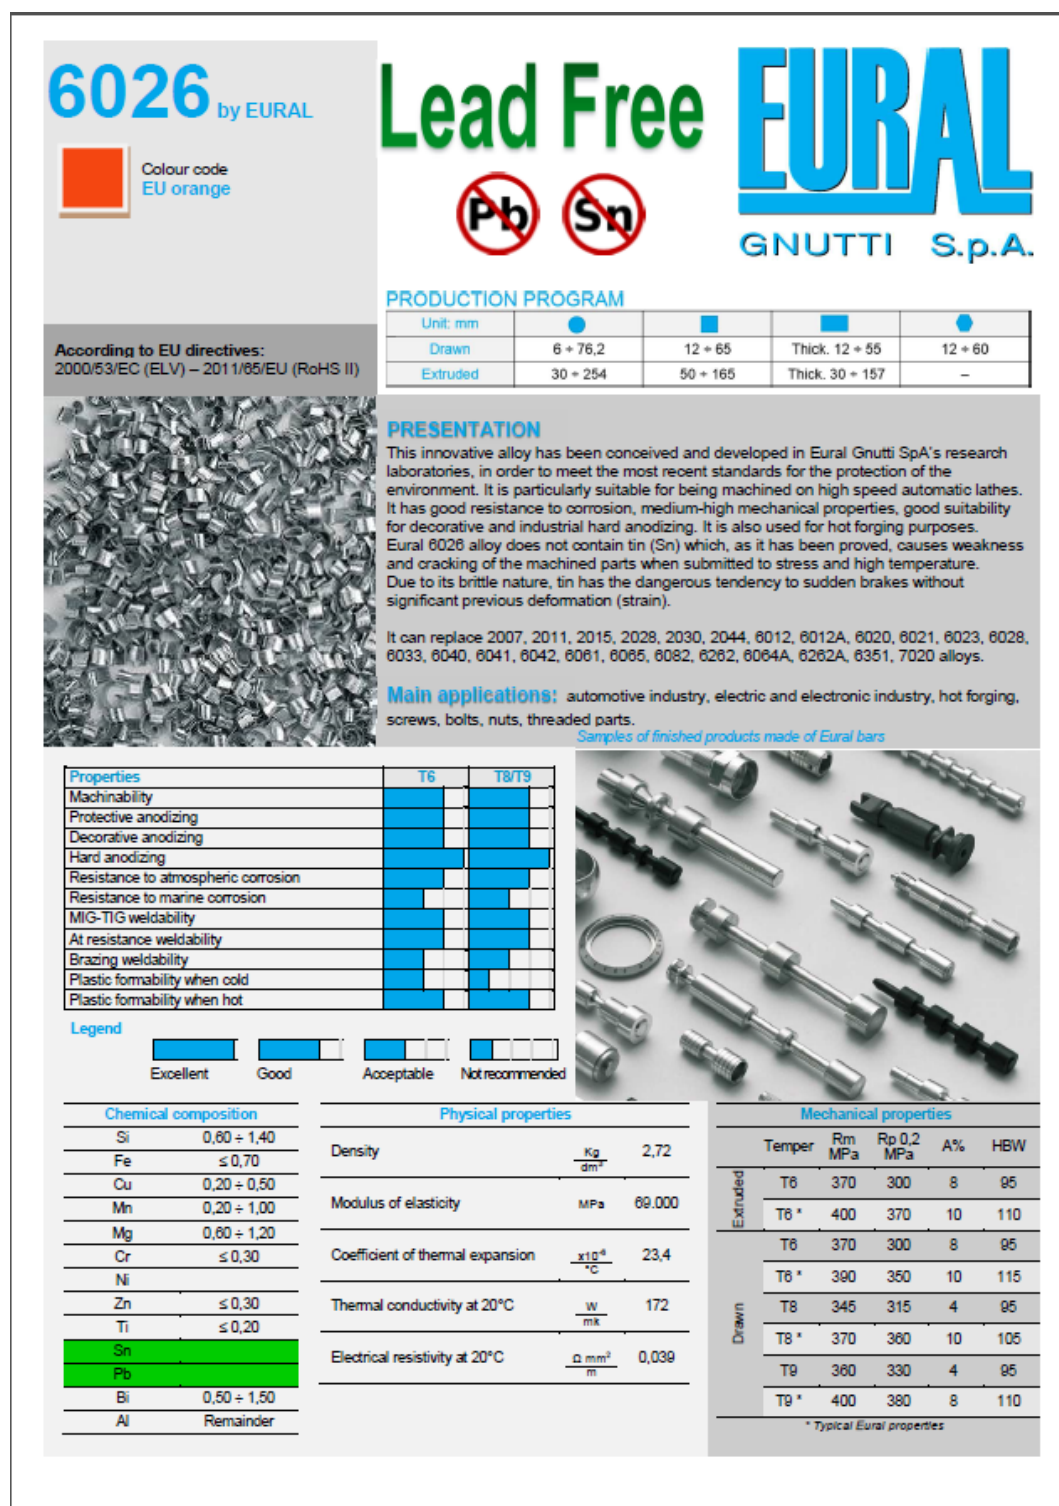 6026 by EURAL
Colour code
EU orange
Lead Free
Pb Sn
EURAL
GNUTTI S.p.A.
According to EU directives:
2000/53/EC (ELV) – 2011/65/EU (RoHS II)
PRODUCTION PROGRAM
Unit: mm
Drawn 6 ÷ 76,2 12 ÷ 65 Thick. 12 ÷ 55 12 ÷ 60
Extruded 30 ÷ 254 50 ÷ 165 Thick. 30 ÷ 157 –
PRESENTATION
This innovative alloy has been conceived and developed in Eural Gnutti SpA's research
laboratories, in order to meet the most recent standards for the protection of the
environment. It is particularly suitable for being machined on high speed automatic lathes.
It has good resistance to corrosion, medium-high mechanical properties, good suitability
for decorative and industrial hard anodizing. It is also used for hot forging purposes.
Eural 6026 alloy does not contain tin (Sn) which, as it has been proved, causes weakness
and cracking of the machined parts when submitted to stress and high temperature.
Due to its brittle nature, tin has the dangerous tendency to sudden brakes without
significant previous deformation (strain).
It can replace 2007, 2011, 2015, 2028, 2030, 2044, 6012, 6012A, 6020, 6021, 6023, 6028,
6033, 6040, 6041, 6042, 6061, 6065, 6082, 6262, 6064A, 6262A, 6351, 7020 alloys.
Main applications: automotive industry, electric and electronic industry, hot forging,
screws, bolts, nuts, threaded parts.
Samples of finished products made of Eural bars
Properties T6 T8/T9
Machinability
Protective anodizing
Decorative anodizing
Hard anodizing
Resistance to atmospheric corrosion
Resistance to marine corrosion
MIG-TIG weldability
At resistance weldability
Brazing weldability
Plastic formability when cold
Plastic formability when hot
Legend
Excellent Good Acceptable Not recommended
Chemical composition
Si 0,60 ÷ 1,40
Fe ≤ 0,70
Cu 0,20 ÷ 0,50
Mn 0,20 ÷ 1,00
Mg 0,60 ÷ 1,20
Cr ≤ 0,30
Ni
Zn ≤ 0,30
Ti ≤ 0,20
Sn
Pb
Bi 0,50 ÷ 1,50
Al Remainder
Physical properties
Density Kg/dm³ 2,72
Modulus of elasticity MPa 69.000
Coefficient of thermal expansion x10⁻⁶/°C 23,4
Thermal conductivity at 20°C W/mk 172
Electrical resistivity at 20°C Ω mm²/m 0,039
Mechanical properties
Temper Rm MPa Rp 0,2 MPa A% HBW
Extruded
T6 370 300 8 95
T6 * 400 370 10 110
Drawn
T6 370 300 8 95
T6 * 390 350 10 115
T8 345 315 4 95
T8 * 370 360 10 105
T9 360 330 4 95
T9 * 400 380 8 110
* Typical Eural properties